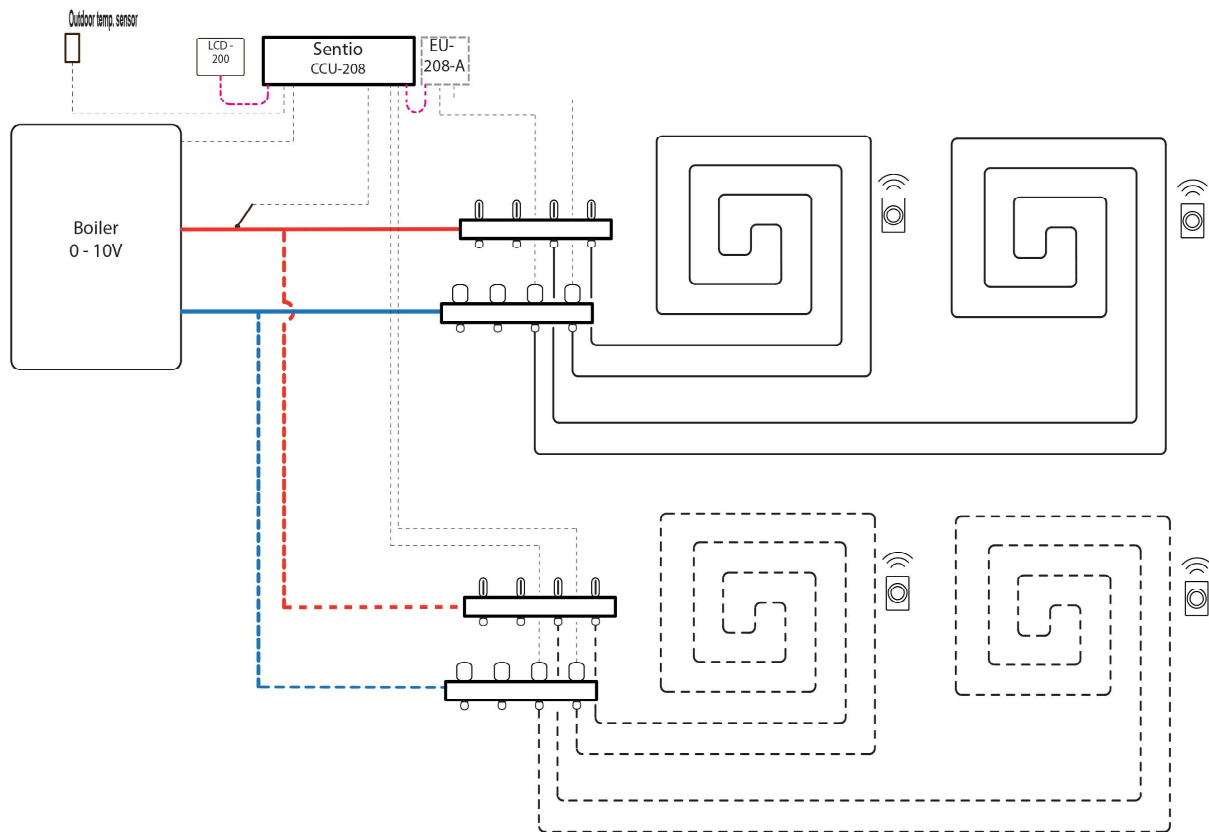 Outdoor temp. sensor
LCD -
200
Sentio
CCU-208
EU-
208-A
Boiler
0 - 10V